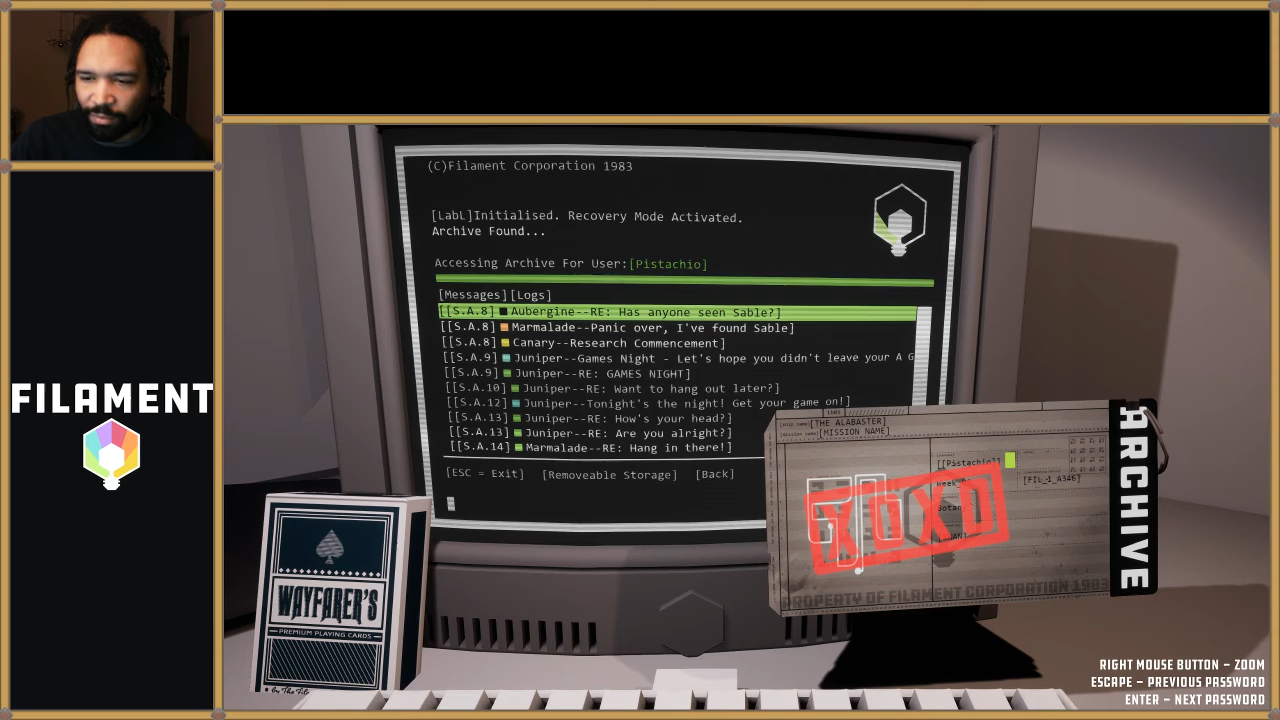 (C)Filament Corporation 1983
[LabL]Initialised. Recovery Mode Activated.
Archive Found...
Accessing Archive For User:[Pistachio]
[Messages][Logs]
[[S.A.8] Aubergine--RE: Has anyone seen Sable?]
[[S.A.8] Marmalade--Panic over, I've found Sable]
[[S.A.8] Canary--Research Commencement]
[[S.A.9] Juniper--Games Night - Let's hope you didn't leave your A G
[[S.A.9] Juniper--RE: GAMES NIGHT]
[[S.A.10] Juniper--RE: Want to hang out later?]
[[S.A.12] Juniper--Tonight's the night! Get your game on!]
[[S.A.13] Juniper--RE: How's your head?]
[[S.A.13] Juniper--RE: Are you alright?]
[[S.A.14] Marmalade--RE: Hang in there!]
[ESC = Exit] [Removeable Storage] [Back]
[ship name] [THE ALABASTER]
[mission name] [MISSION NAME]
[[Pistachio]]
[FIL_1_A346]
PROPERTY OF FILAMENT CORPORATION 1983
ARCHIVE
FILAMENT
WAYFARER'S
PREMIUM PLAYING CARDS
RIGHT MOUSE BUTTON – ZOOM
ESCAPE – PREVIOUS PASSWORD
ENTER – NEXT PASSWORD